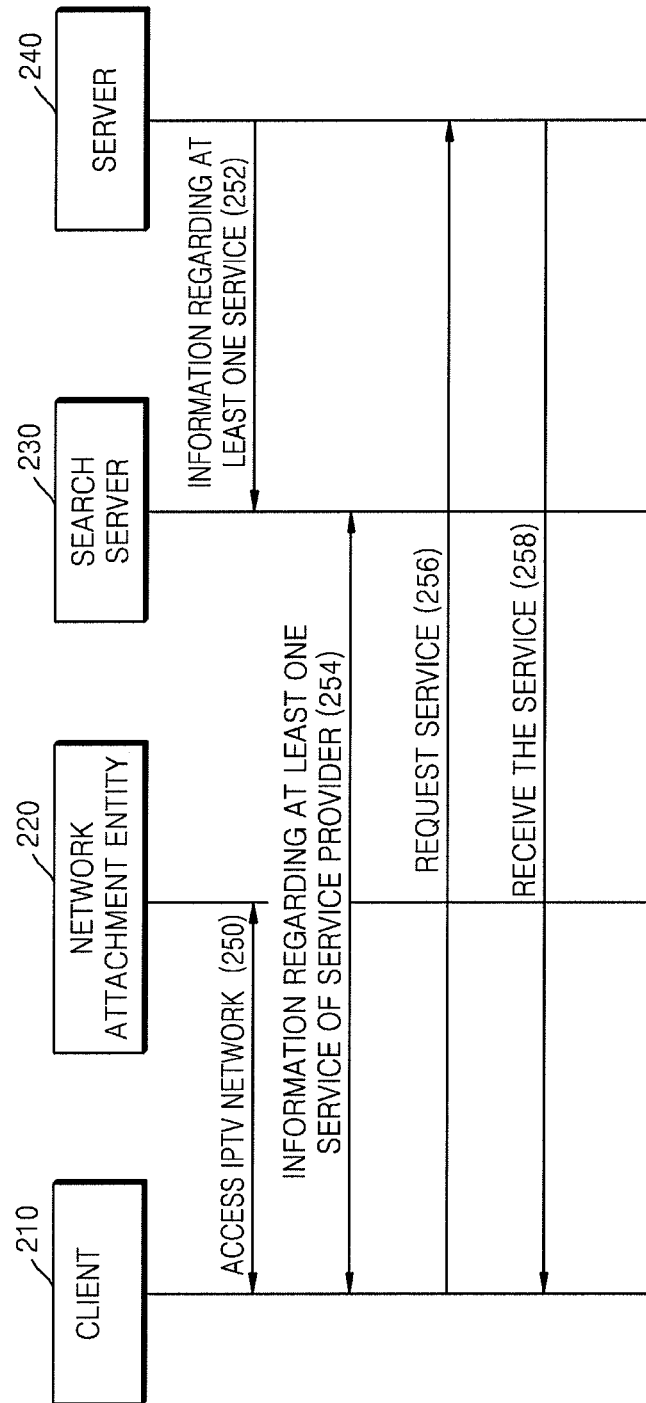 210
CLIENT
220
NETWORK
ATTACHMENT ENTITY
230
SEARCH
SERVER
240
SERVER
ACCESS IPTV NETWORK (250)
INFORMATION REGARDING AT
LEAST ONE SERVICE (252)
INFORMATION REGARDING AT LEAST ONE
SERVICE OF SERVICE PROVIDER (254)
REQUEST SERVICE (256)
RECEIVE THE SERVICE (258)